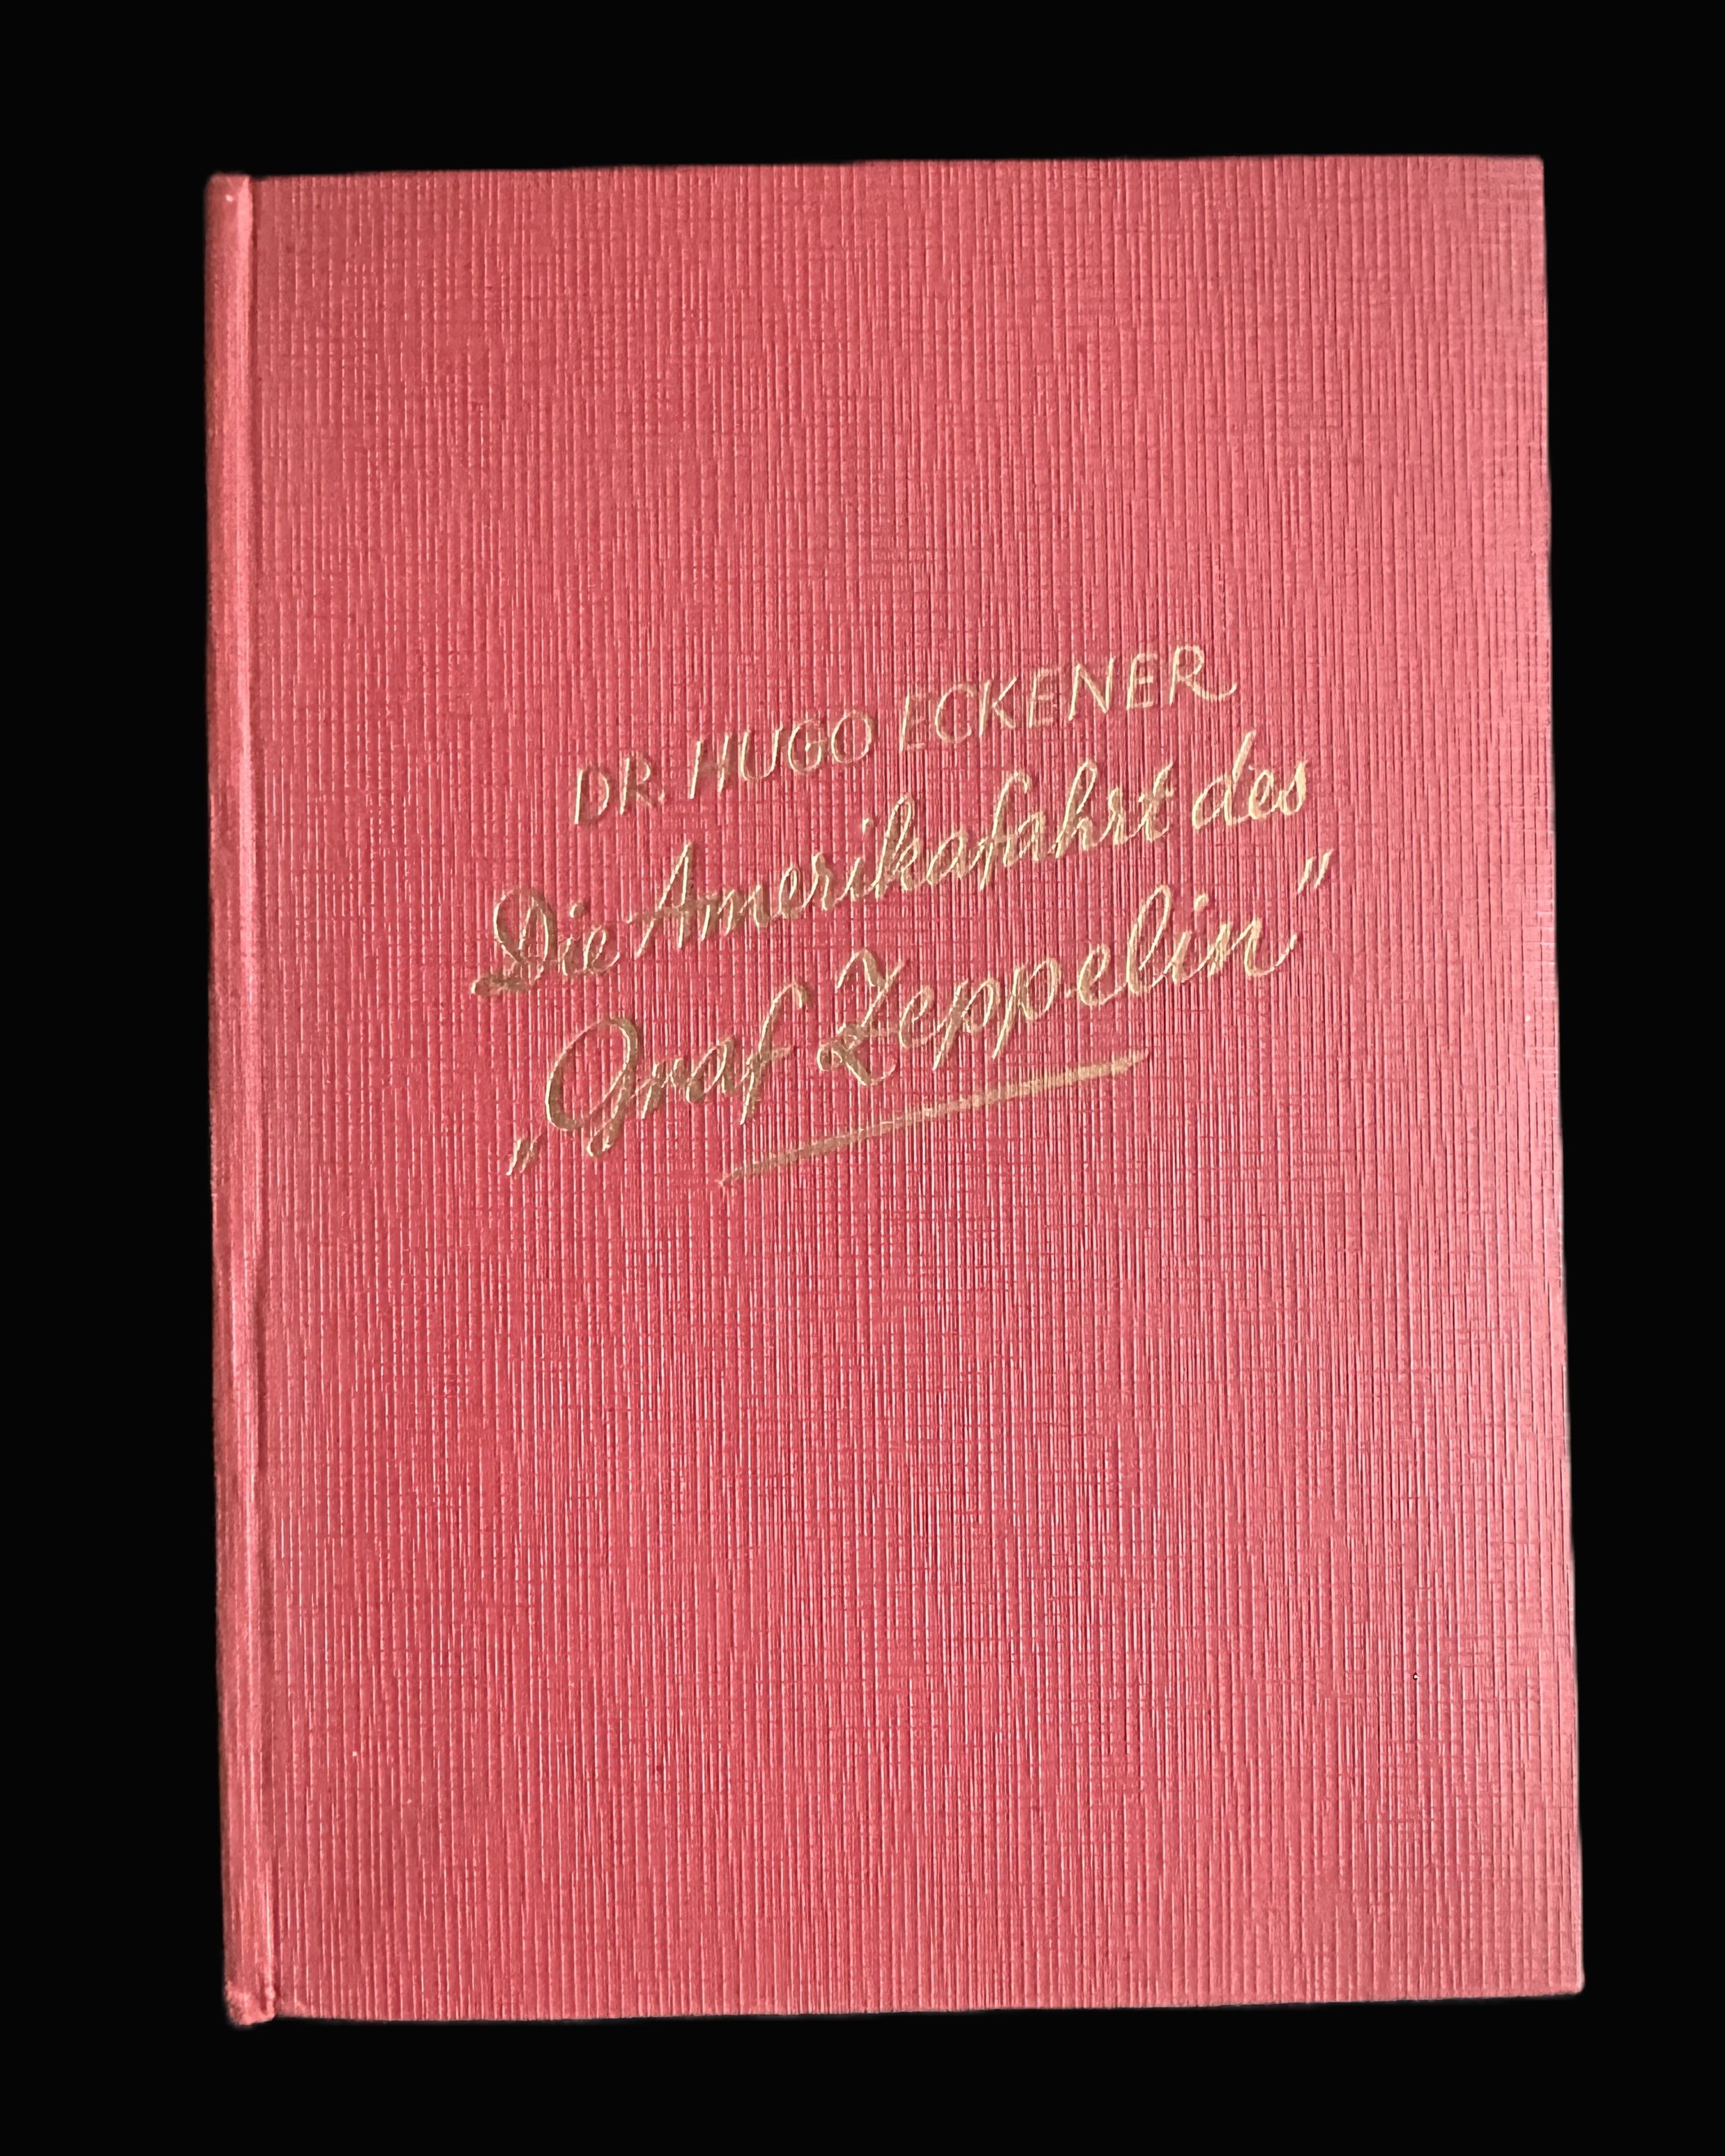 DR. HUGO ECKENER
Die Amerikafahrt des
„Graf Zeppelin”